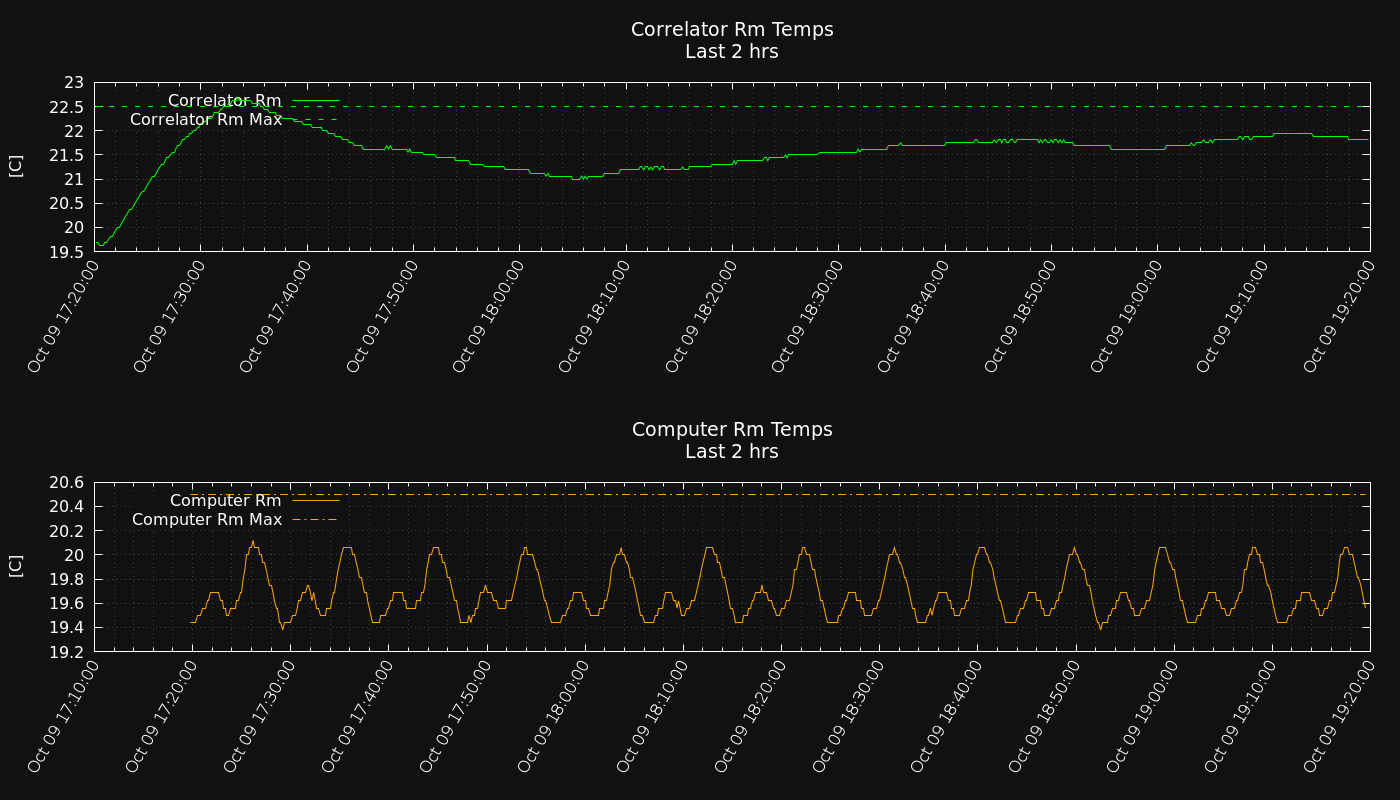 Correlator Rm Temps
Last 2 hrs
23
22.5
22
21.5
21
20.5
20
19.5
[C]
Correlator Rm
Correlator Rm Max
Oct 09 17:20:00
Oct 09 17:30:00
Oct 09 17:40:00
Oct 09 17:50:00
Oct 09 18:00:00
Oct 09 18:10:00
Oct 09 18:20:00
Oct 09 18:30:00
Oct 09 18:40:00
Oct 09 18:50:00
Oct 09 19:00:00
Oct 09 19:10:00
Oct 09 19:20:00
Computer Rm Temps
Last 2 hrs
20.6
20.4
20.2
20
19.8
19.6
19.4
19.2
[C]
Computer Rm
Computer Rm Max
Oct 09 17:10:00
Oct 09 17:20:00
Oct 09 17:30:00
Oct 09 17:40:00
Oct 09 17:50:00
Oct 09 18:00:00
Oct 09 18:10:00
Oct 09 18:20:00
Oct 09 18:30:00
Oct 09 18:40:00
Oct 09 18:50:00
Oct 09 19:00:00
Oct 09 19:10:00
Oct 09 19:20:00